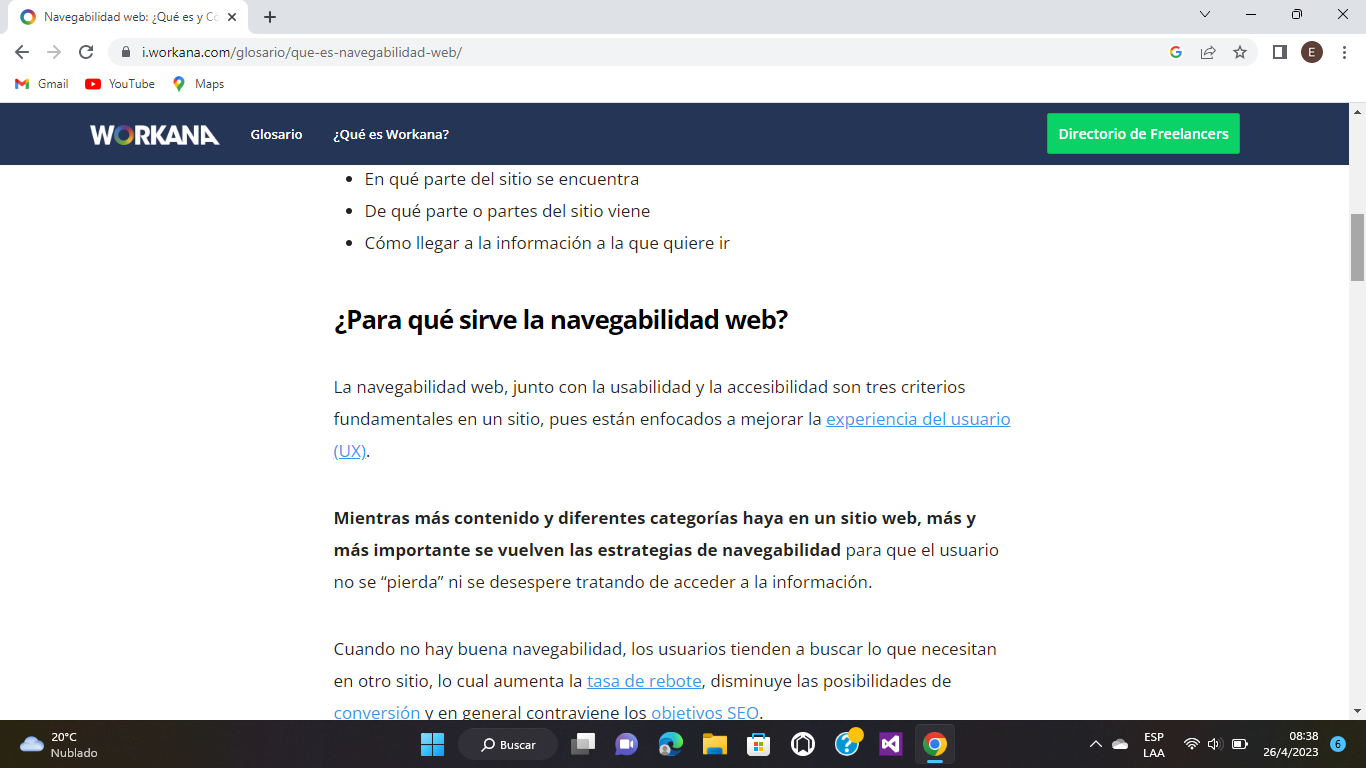 Navegabilidad web: ¿Qué es y Có
i.workana.com/glosario/que-es-navegabilidad-web/
E
Gmail
YouTube
Maps
WORKANA
Glosario
¿Qué es Workana?
Directorio de Freelancers
• En qué parte del sitio se encuentra
• De qué parte o partes del sitio viene
• Cómo llegar a la información a la que quiere ir
¿Para qué sirve la navegabilidad web?
La navegabilidad web, junto con la usabilidad y la accesibilidad son tres criterios
fundamentales en un sitio, pues están enfocados a mejorar la experiencia del usuario
(UX).
Mientras más contenido y diferentes categorías haya en un sitio web, más y
más importante se vuelven las estrategias de navegabilidad para que el usuario
no se “pierda” ni se desespere tratando de acceder a la información.
Cuando no hay buena navegabilidad, los usuarios tienden a buscar lo que necesitan
en otro sitio, lo cual aumenta la tasa de rebote, disminuye las posibilidades de
conversión y en general contraviene los objetivos SEO.
20°C
Nublado
Buscar
ESP
LAA
08:38
26/4/2023
6